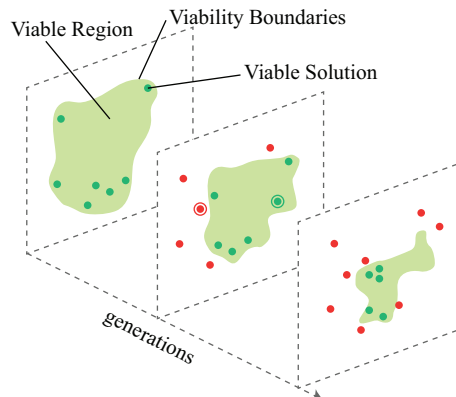 Viability Boundaries
Viable Region
Viable Solution
generations